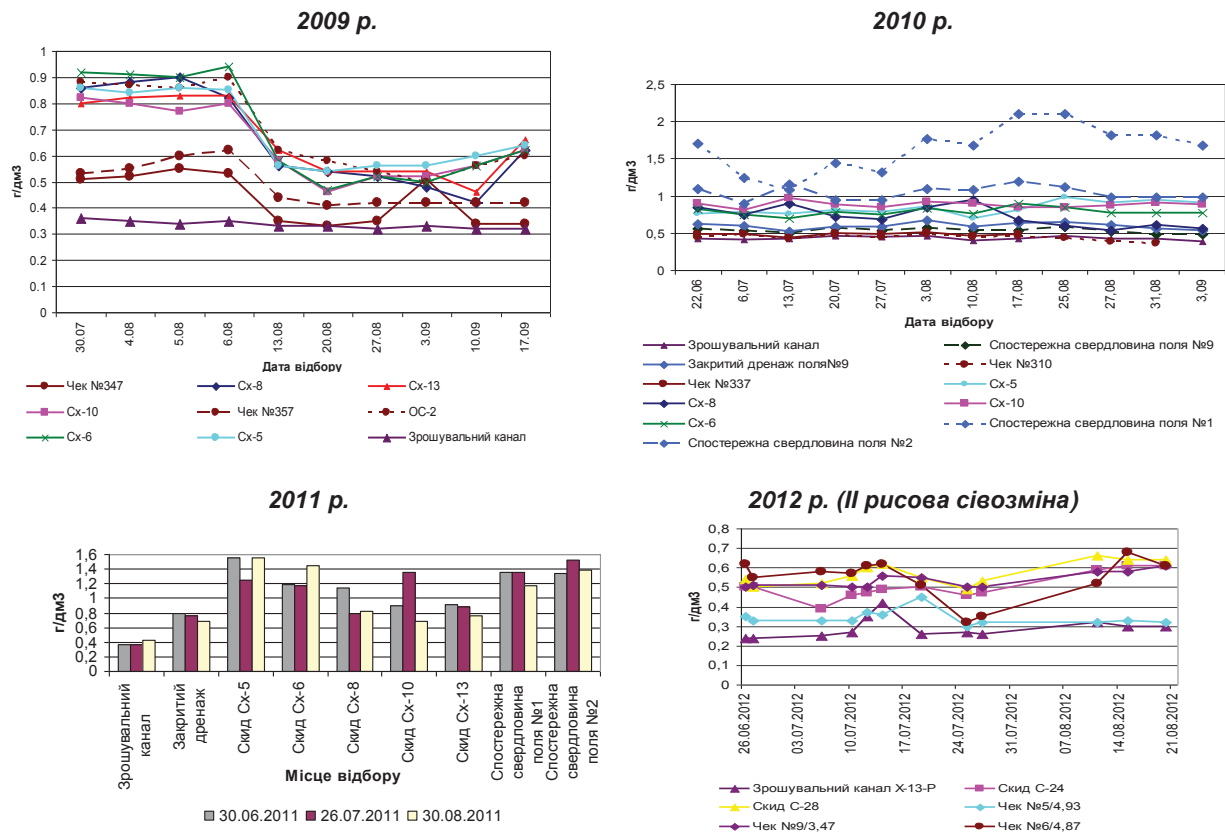 2009 р.
г/дм3
1
0.9
0.8
0.7
0.6
0.5
0.4
0.3
0.2
0.1
0
30.07
4.08
5.08
6.08
13.08
20.08
27.08
3.09
10.09
17.09
Дата відбору
Чек №347
Сх-8
Сх-13
Сх-10
Чек №357
ОС-2
Сх-6
Сх-5
Зрошувальний канал
2010 р.
г/дм3
2,5
2
1,5
1
0,5
0
22,06
6,07
13,07
20,07
27,07
3,08
10,08
17,08
25,08
27,08
31,08
3,09
Дата відбору
Зрошувальний канал
Спостережна свердловина поля №9
Закритий дренаж поля№9
Чек №310
Чек №337
Сх-5
Сх-8
Сх-10
Сх-6
Спостережна свердловина поля №1
Спостережна свердловина поля №2
2011 р.
г/дм3
1,6
1,4
1,2
1
0,8
0,6
0,4
0,2
0
Зрошувальний
канал
Закритий
дренаж
Скид Сх-5
Скид Сх-6
Скид Сх-8
Скид Сх-10
Скид Сх-13
Спостережна
свердловина
поля №1
Спостережна
свердловина
поля №2
Місце відбору
30.06.2011
26.07.2011
30.08.2011
2012 р. (ІІ рисова сівозміна)
г/дм3
0,8
0,7
0,6
0,5
0,4
0,3
0,2
0,1
0
26.06.2012
03.07.2012
10.07.2012
17.07.2012
24.07.2012
31.07.2012
07.08.2012
14.08.2012
21.08.2012
Зрошувальний канал Х-13-Р
Скид С-24
Скид С-28
Чек №5/4,93
Чек №9/3,47
Чек №6/4,87